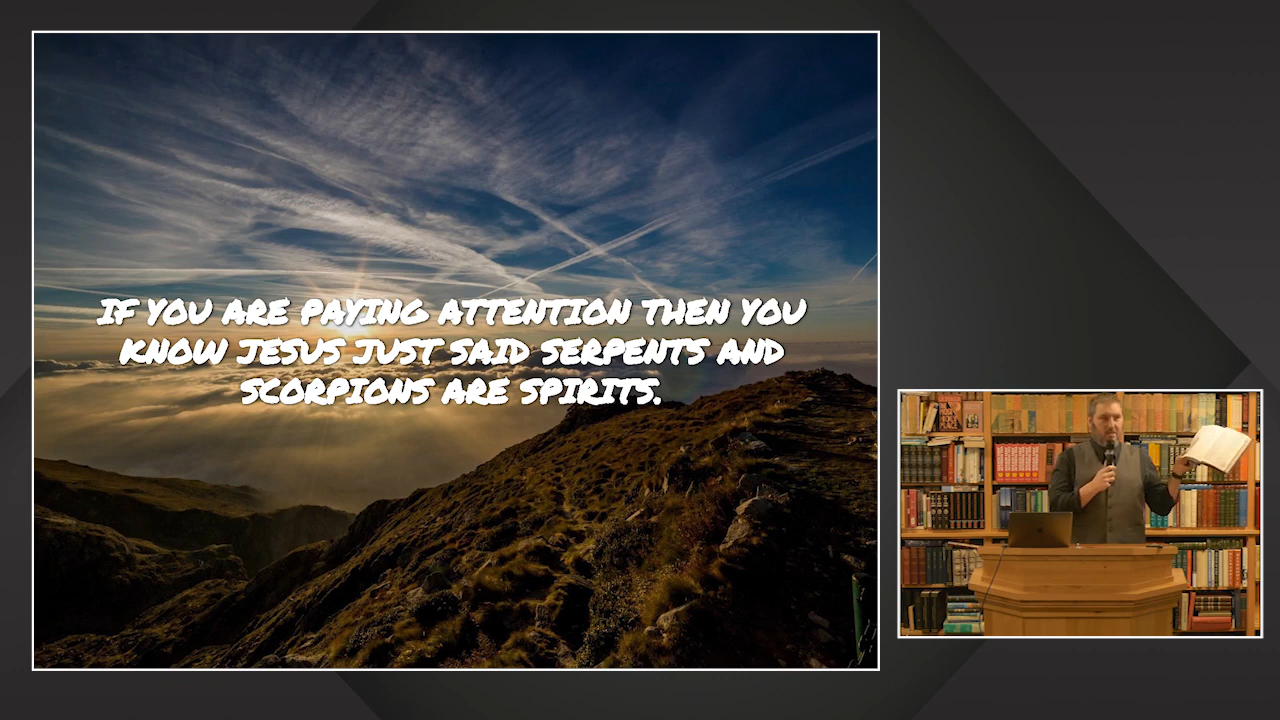 IF YOU ARE PAYING ATTENTION THEN YOU
KNOW JESUS JUST SAID SERPENTS AND
SCORPIONS ARE SPIRITS.